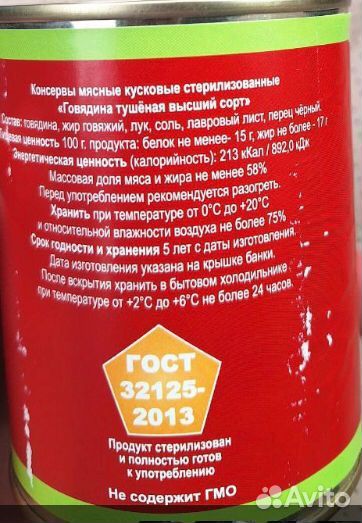 Консервы мясные кусковые стерилизованные
«Говядина тушёная высший сорт»
Состав: говядина, жир говяжий, лук, соль, лавровый лист, перец чёрный.
Пищевая ценность 100 г. продукта: белок не менее- 15 г, жир не более - 17 г
Энергетическая ценность (калорийность): 213 кКал / 892,0 кДж
Массовая доля мяса и жира не менее 58%
Перед употреблением рекомендуется разогреть.
Хранить при температуре от 0°С до +20°С
и относительной влажности воздуха не более 75%
Срок годности и хранения 5 лет с даты изготовления.
Дата изготовления указана на крышке банки.
После вскрытия хранить в бытовом холодильнике
при температуре от +2°С до +6°С не более 24 часов.
ГОСТ
32125-
2013
Продукт стерилизован
и полностью готов
к употреблению
Не содержит ГМО
Avito